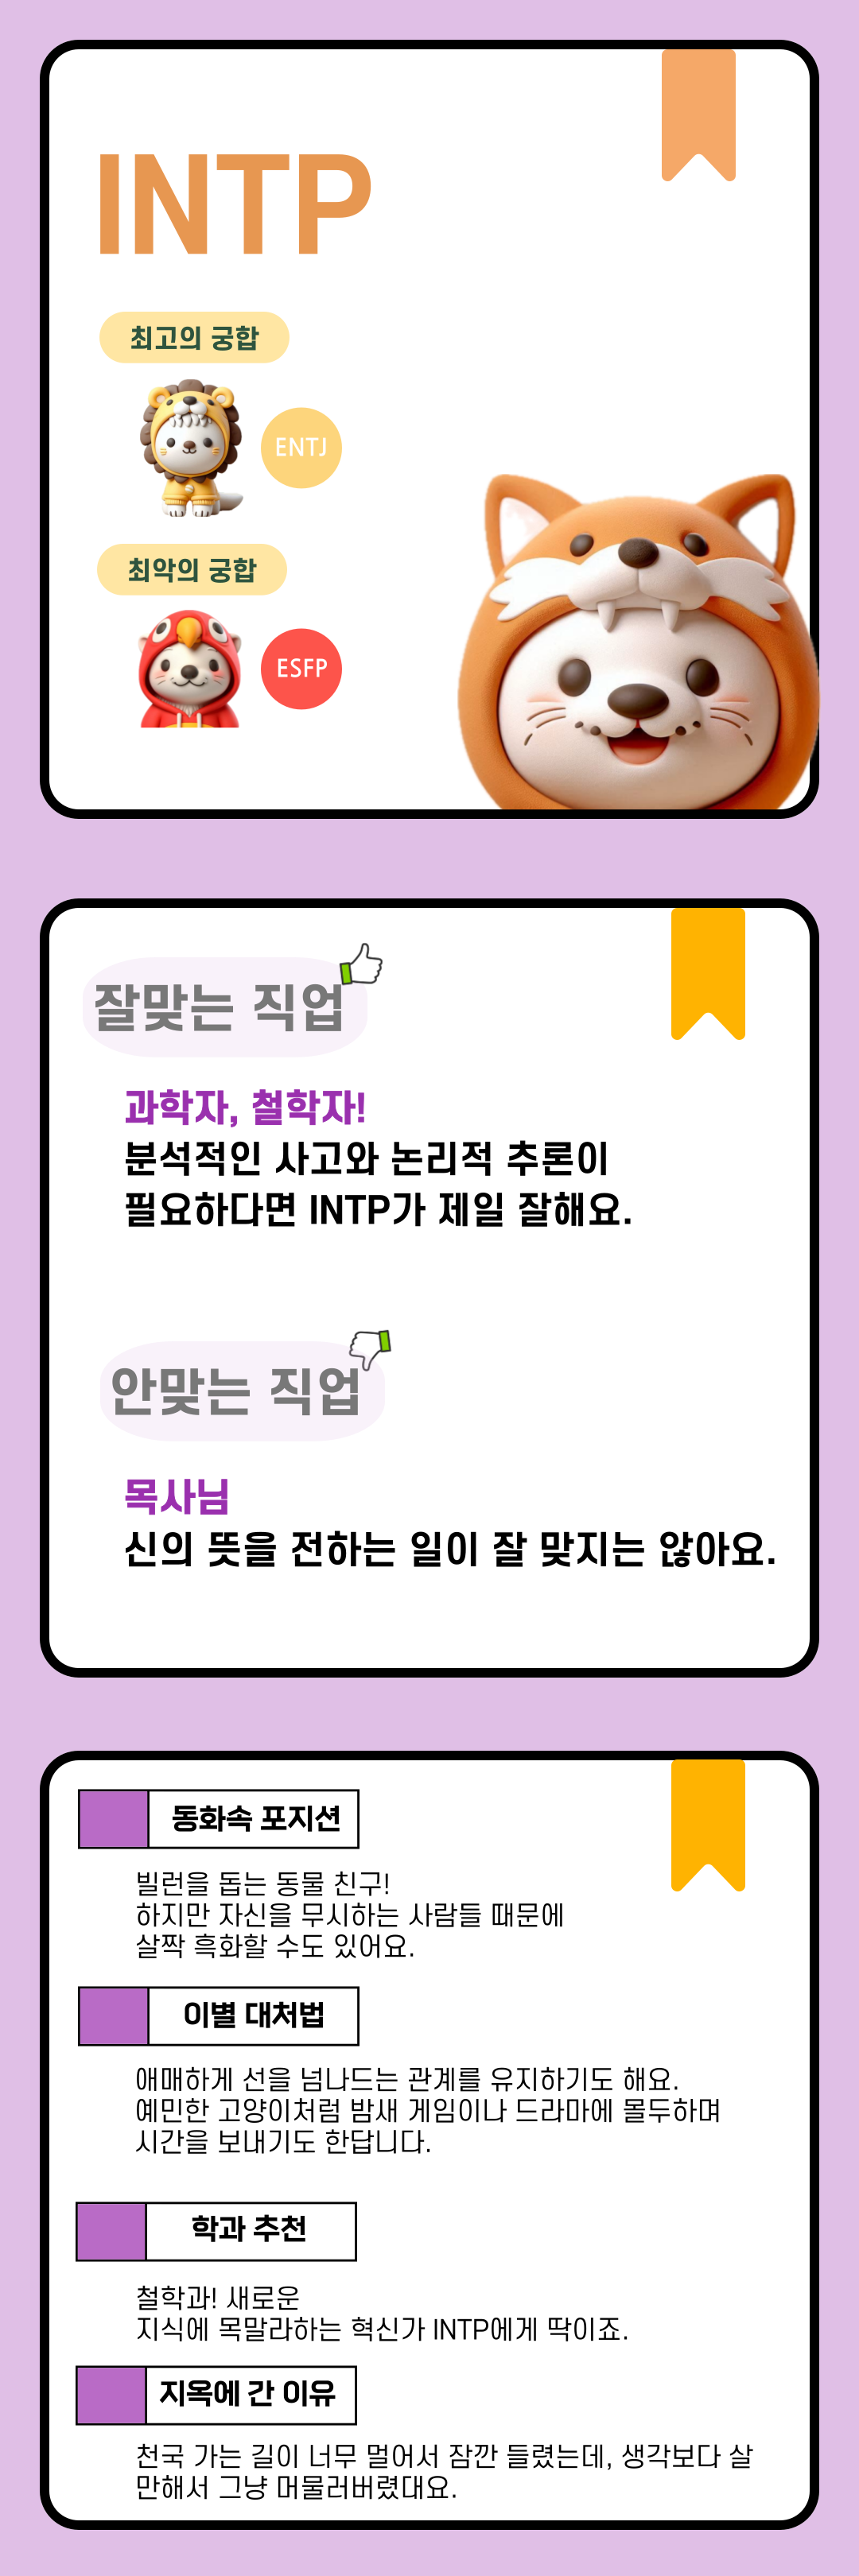 INTP
최고의 궁합
ENTJ
최악의 궁합
ESFP
잘맞는 직업
과학자, 철학자!
분석적인 사고와 논리적 추론이
필요하다면 INTP가 제일 잘해요.
안맞는 직업
목사님
신의 뜻을 전하는 일이 잘 맞지는 않아요.
동화속 포지션
빌런을 돕는 동물 친구!
하지만 자신을 무시하는 사람들 때문에
살짝 흑화할 수도 있어요.
이별 대처법
애매하게 선을 넘나드는 관계를 유지하기도 해요.
예민한 고양이처럼 밤새 게임이나 드라마에 몰두하며
시간을 보내기도 한답니다.
학과 추천
철학과! 새로운
지식에 목말라하는 혁신가 INTP에게 딱이죠.
지옥에 간 이유
천국 가는 길이 너무 멀어서 잠깐 들렸는데, 생각보다 살
만해서 그냥 머물러버렸대요.